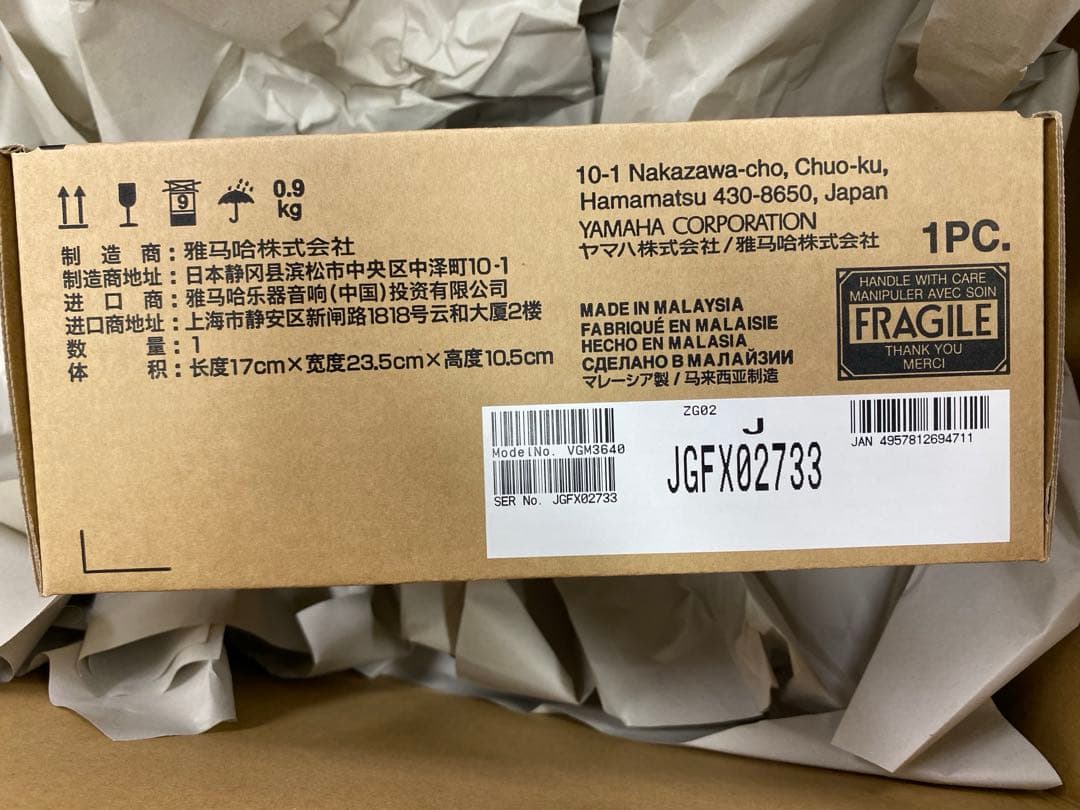 9
0.9
kg
制造商：雅马哈株式会社
制造商地址：日本静冈县滨松市中央区中泽町10-1
进口商：雅马哈乐器音响(中国)投资有限公司
进口商地址：上海市静安区新闸路1818号云和大厦2楼
数量：1
体积：长度17cm×宽度23.5cm×高度10.5cm
10-1 Nakazawa-cho, Chuo-ku,
Hamamatsu 430-8650, Japan
YAMAHA CORPORATION
ヤマハ株式会社/雅马哈株式会社
1PC.
MADE IN MALAYSIA
FABRIQUÉ EN MALAISIE
HECHO EN MALASIA
СДЕЛАНО В МАЛАЙЗИИ
マレーシア製/马来西亚制造
HANDLE WITH CARE
MANIPULER AVEC SOIN
FRAGILE
THANK YOU
MERCI
ZG02
J
ModelNo. VGM3640
JGFX02733
SER No. JGFX02733
JAN 4957812694711